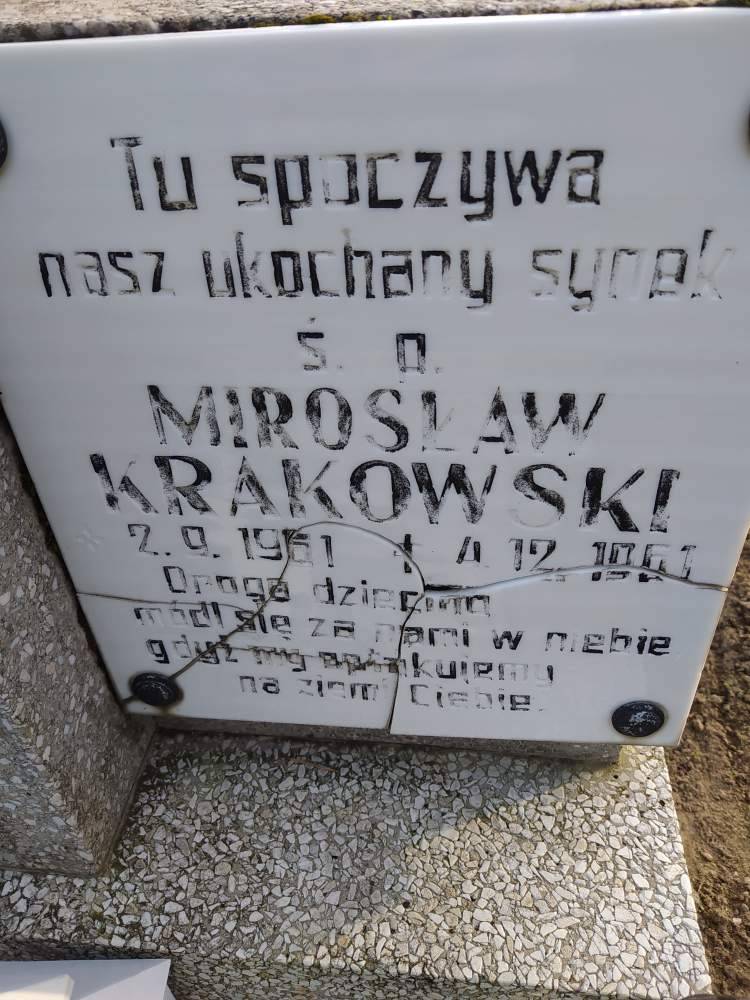 Tu spoczywa
nasz ukochany synek
ś. p.
MIROSŁAW
KRAKOWSKI
2.9.1961 † 4.12.1961
Droga dziecino
módl się za nami w niebie
gdyż my opłakujemy
na ziemi Ciebie.